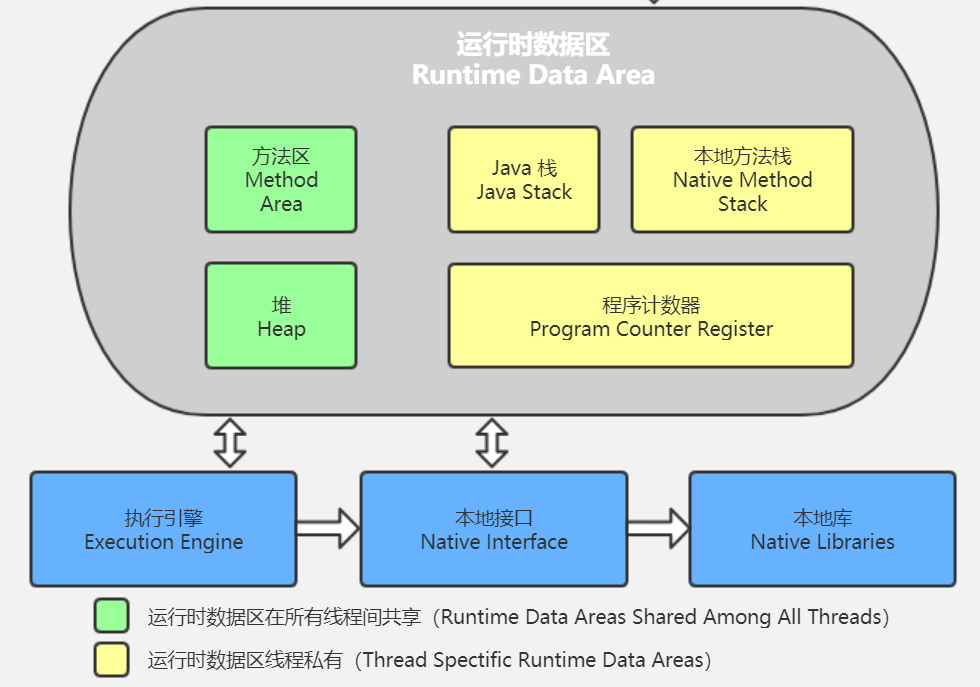 运行时数据区
Runtime Data Area
方法区
Method
Area
Java 栈
Java Stack
本地方法栈
Native Method
Stack
堆
Heap
程序计数器
Program Counter Register
执行引擎
Execution Engine
本地接口
Native Interface
本地库
Native Libraries
运行时数据区在所有线程间共享（Runtime Data Areas Shared Among All Threads）
运行时数据区线程私有（Thread Spectific Runtime Data Areas）